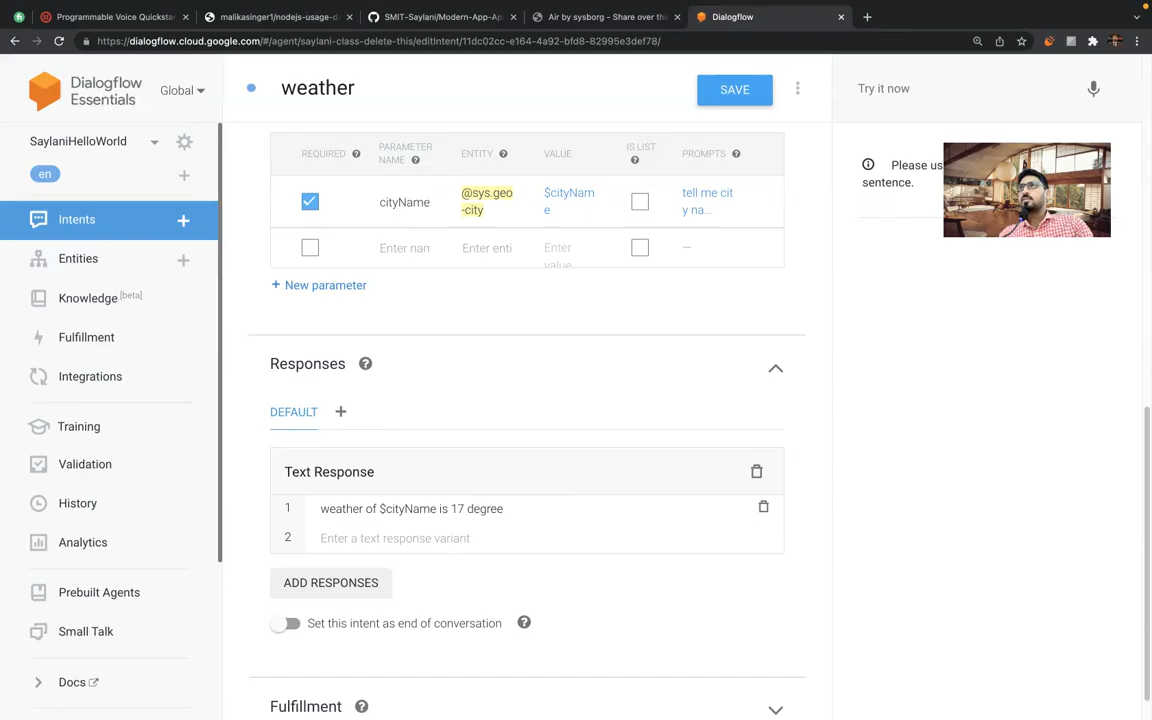 Programmable Voice Quickstar
malikasinger1/nodejs-usage-da
SMIT-Saylani/Modern-App-Ap
Air by sysborg - Share over the
Dialogflow
https://dialogflow.cloud.google.com/#/agent/saylani-class-delete-this/editIntent/11dc02cc-e164-4a92-bfd8-82995e3def78/
Dialogflow
Essentials
Global
SaylaniHelloWorld
en
Intents
Entities
Knowledge [beta]
Fulfillment
Integrations
Training
Validation
History
Analytics
Prebuilt Agents
Small Talk
Docs
weather
SAVE
REQUIRED
PARAMETER
NAME
ENTITY
VALUE
IS LIST
PROMPTS
cityName
@sys.geo
-city
$cityNam
e
tell me cit
y na...
Enter nan
Enter enti
Enter
value
—
+ New parameter
Responses
DEFAULT
Text Response
1 weather of $cityName is 17 degree
2 Enter a text response variant
ADD RESPONSES
Set this intent as end of conversation
Fulfillment
Try it now
Please us
sentence.